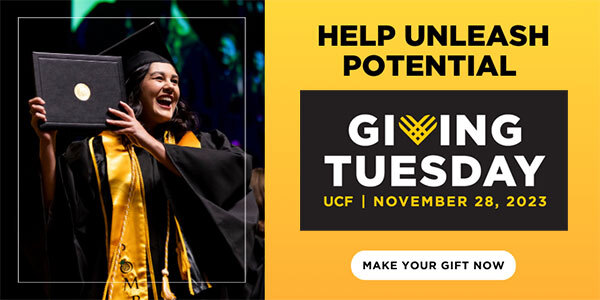 HELP UNLEASH
POTENTIAL
GIVING
TUESDAY
UCF | NOVEMBER 28, 2023
MAKE YOUR GIFT NOW